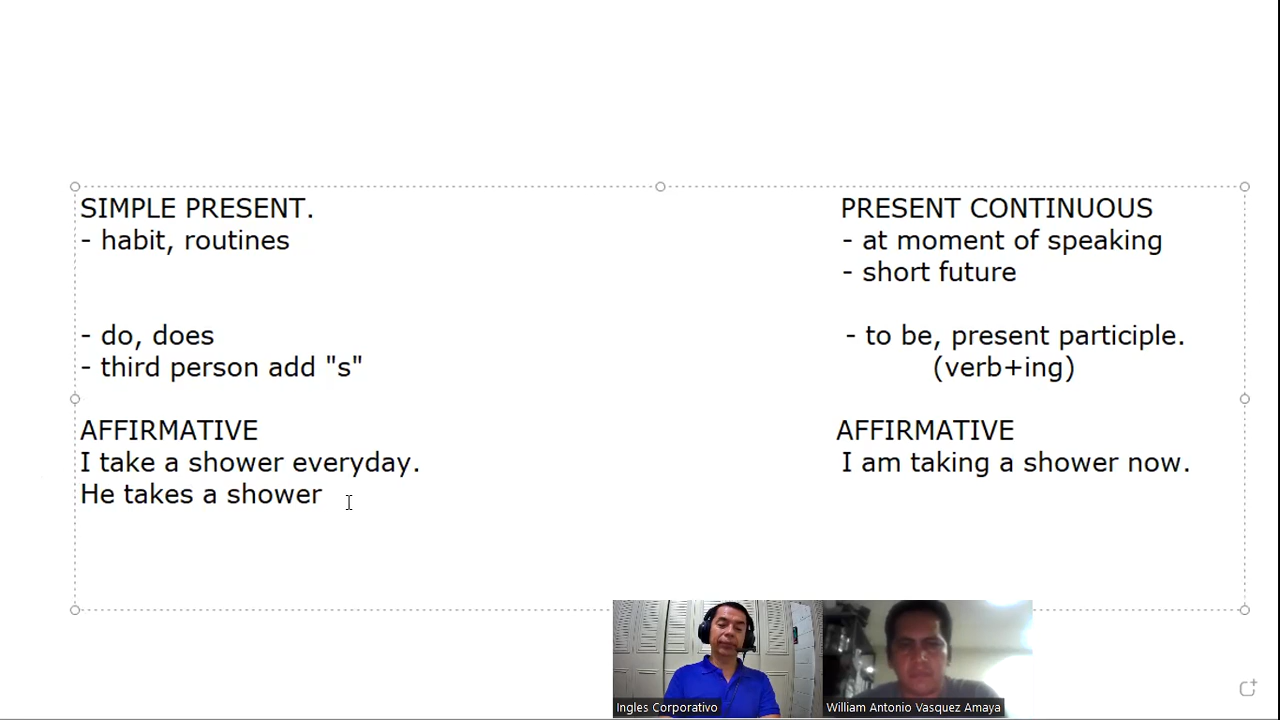 SIMPLE PRESENT.
- habit, routines
- do, does
- third person add "s"
AFFIRMATIVE
I take a shower everyday.
He takes a shower
PRESENT CONTINUOUS
- at moment of speaking
- short future
- to be, present participle.
(verb+ing)
AFFIRMATIVE
I am taking a shower now.
Ingles Corporativo
William Antonio Vasquez Amaya